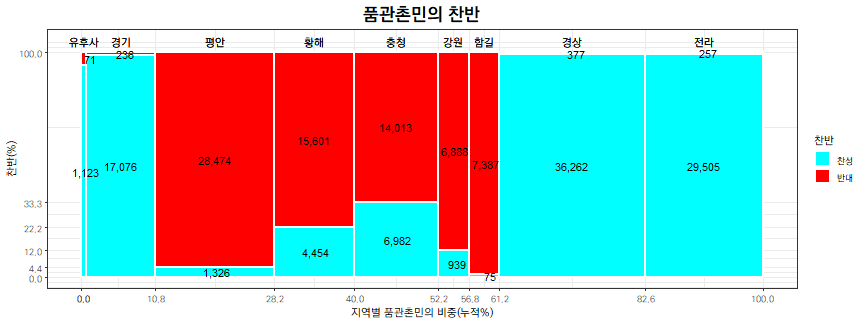 품관촌민의 찬반
유후사 경기 평안 황해 충청 강원 함길 경상 전라
100.0
71 236 377 257
1,123 17,076 28,474 15,601 14,013 7,387 36,262 29,505
33.3
22.2
12.0
4.4
0.0
1,326 4,454 6,982 939 75
찬반(%)
0.0 10.8 28.2 40.0 52.2 56.8 61.2 82.6 100.0
지역별 품관촌민의 비중(누적%)
찬반
찬성
반대